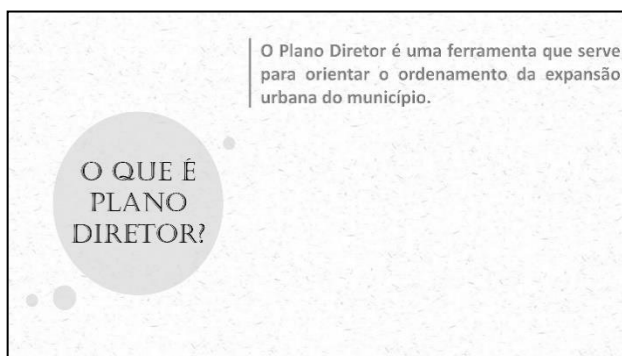 O Plano Diretor é uma ferramenta que serve
para orientar o ordenamento da expansão
urbana do município.
O QUE É
PLANO
DIRETOR?